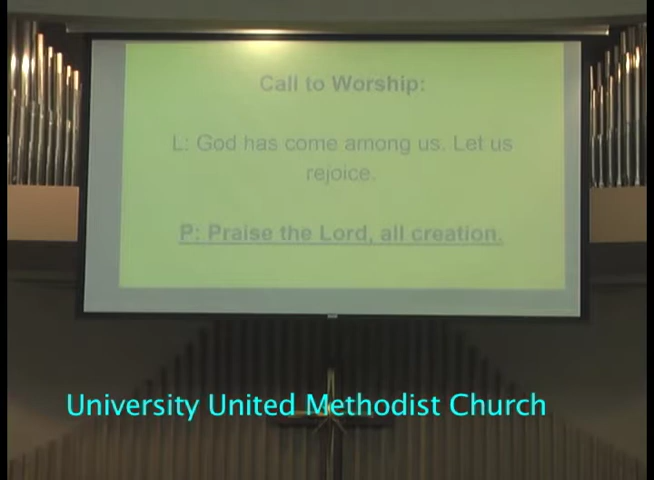 Call to Worship:
L: God has come among us. Let us
rejoice.
P: Praise the Lord, all creation.
University United Methodist Church